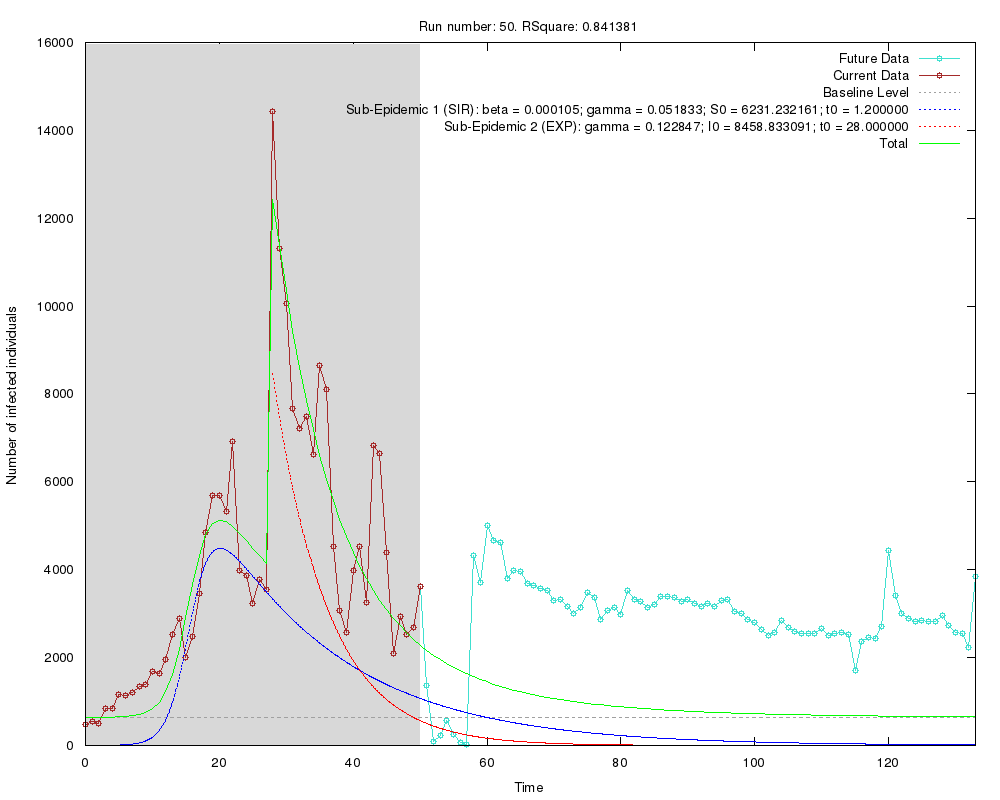 Run number: 50. RSquare: 0.841381
Number of infected individuals
16000
14000
12000
10000
8000
6000
4000
2000
0
Future Data
Current Data
Baseline Level
Sub-Epidemic 1 (SIR): beta = 0.000105; gamma = 0.051833; S0 = 6231.232161; t0 = 1.200000
Sub-Epidemic 2 (EXP): gamma = 0.122847; I0 = 8458.833091; t0 = 28.000000
Total
0 20 40 60 80 100 120
Time